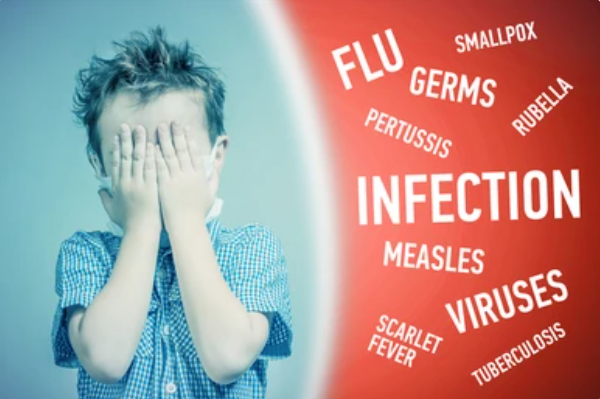 FLU
SMALLPOX
GERMS
RUBELLA
PERTUSSIS
INFECTION
MEASLES
VIRUSES
SCARLET
FEVER
TUBERCULOSIS